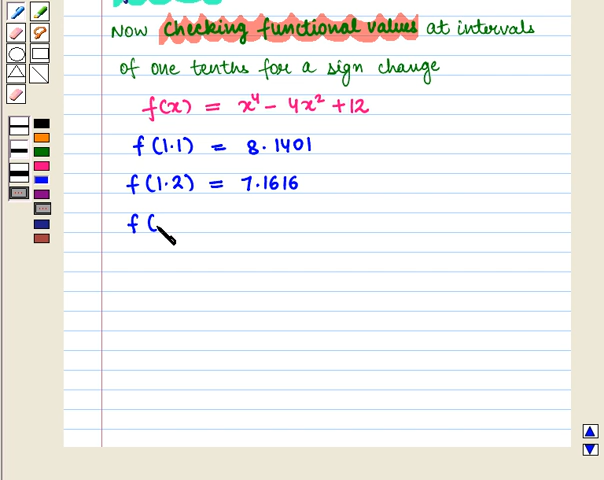 Now Checking functional values at intervals
of one tenths for a sign change
f(x) = x⁴ - 4x² + 12
f(1.1) = 8.1401
f(1.2) = 7.1616
f(